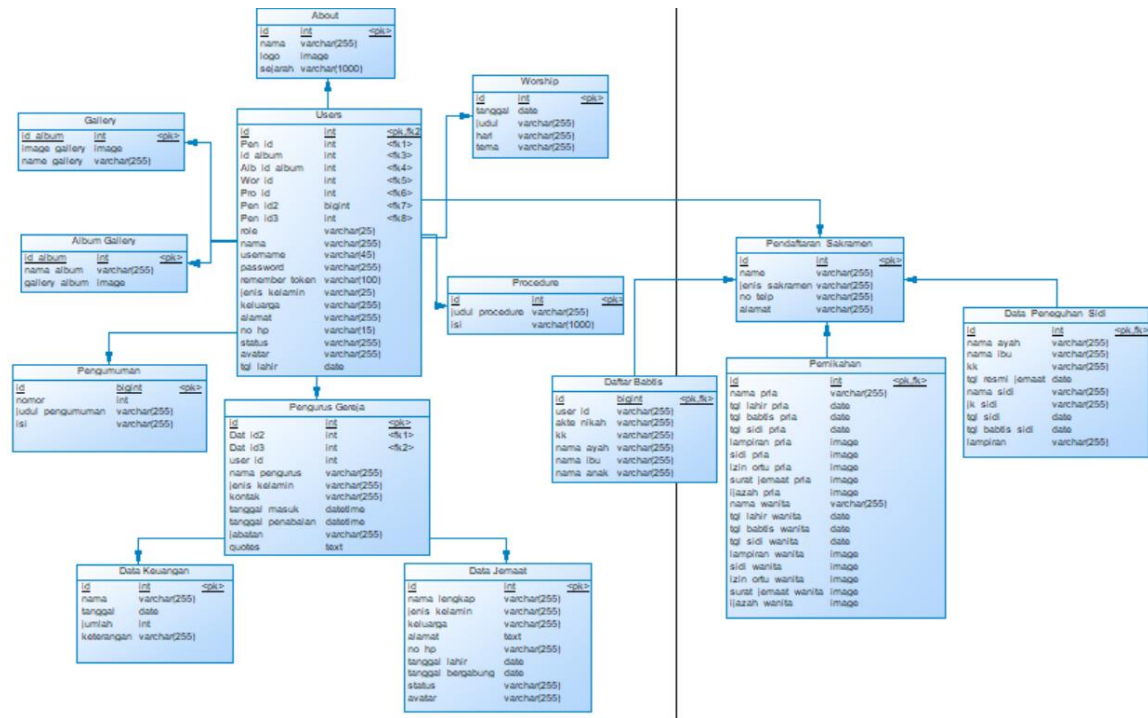 About
id int <pk>
nama varchar(255)
logo image
sejarah varchar(1000)
Worship
id int <pk>
tanggal date
judul varchar(255)
hari varchar(255)
tema varchar(255)
Gallery
id album int <pk>
image gallery image
name gallery varchar(255)
Users
id int <pk,fk2
Pen id int <fk1>
id album int <fk3>
Alb id album int <fk4>
Wor id int <fk5>
Pro id int <fk6>
Pen id2 bigint <fk7>
Pen id3 int <fk8>
role varchar(25)
nama varchar(255)
username varchar(45)
password varchar(255)
remember token varchar(100)
jenis kelamin varchar(25)
keluarga varchar(255)
alamat varchar(255)
no hp varchar(15)
status varchar(255)
avatar varchar(255)
tgl lahir date
Album Gallery
id album int <pk>
nama album varchar(255)
gallery album image
Procedure
id int <pk>
judul procedure varchar(255)
isi varchar(1000)
Pendaftaran Sakramen
id int <pk>
name varchar(255)
jenis sakramen varchar(255)
no telp varchar(255)
alamat varchar(255)
Data Peneguhan Sidi
id int <pk,fk>
nama ayah varchar(255)
nama ibu varchar(255)
kk varchar(255)
tgl resmi jemaat date
nama sidi varchar(255)
jk sidi varchar(255)
tgl sidi date
tgl babtis sidi date
lampiran varchar(255)
Pengumuman
id bigint <pk>
nomor int
judul pengumuman varchar(255)
isi varchar(255)
Pengurus Gereja
id int <pk>
Dat id2 int <fk1>
Dat id3 int <fk2>
user id int
nama pengurus varchar(255)
jenis kelamin varchar(255)
kontak varchar(255)
tanggal masuk datetime
tanggal penabalan datetime
jabatan varchar(255)
quotes text
Daftar Babtis
id bigint <pk,fk>
user id varchar(255)
akte nikah varchar(255)
kk varchar(255)
nama ayah varchar(255)
nama ibu varchar(255)
nama anak varchar(255)
Pernikahan
id int <pk,fk>
nama pria varchar(255)
tgl lahir pria date
tgl babtis pria date
tgl sidi pria date
lampiran pria image
sidi pria image
izin ortu pria image
surat jemaat pria image
ijazah pria image
nama wanita varchar(255)
tgl lahir wanita date
tgl babtis wanita date
tgl sidi wanita date
lampiran wanita image
sidi wanita image
izin ortu wanita image
surat jemaat wanita image
ijazah wanita image
Data Keuangan
id int <pk>
nama varchar(255)
tanggal date
jumlah int
keterangan varchar(255)
Data Jemaat
id int <pk>
nama lengkap varchar(255)
jenis kelamin varchar(255)
keluarga varchar(255)
alamat text
no hp varchar(255)
tanggal lahir date
tanggal bergabung date
status varchar(255)
avatar varchar(255)